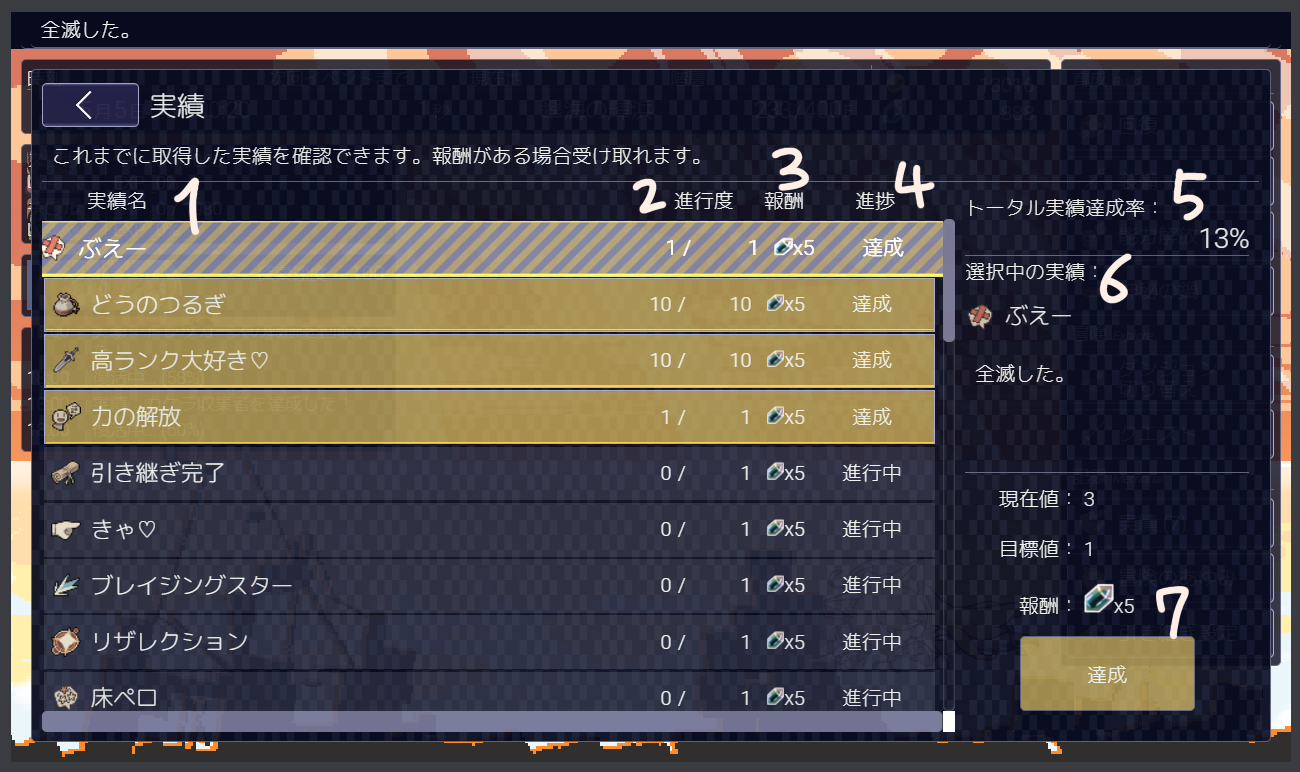 全滅した。
実績
これまでに取得した実績を確認できます。報酬がある場合受け取れます。
実績名 1 2 進行度 3 報酬 進捗 4
ぶえー 1 / 1 x5 達成
どうのつるぎ 10 / 10 x5 達成
高ランク大好き♡ 10 / 10 x5 達成
力の解放 1 / 1 x5 達成
引き継ぎ完了 0 / 1 x5 進行中
きゃ♡ 0 / 1 x5 進行中
ブレイジングスター 0 / 1 x5 進行中
リザレクション 0 / 1 x5 進行中
床ペロ 0 / 1 x5 進行中
トータル実績達成率： 5
13%
選択中の実績： 6
ぶえー
全滅した。
現在値： 3
目標値： 1
報酬： x5 7
達成